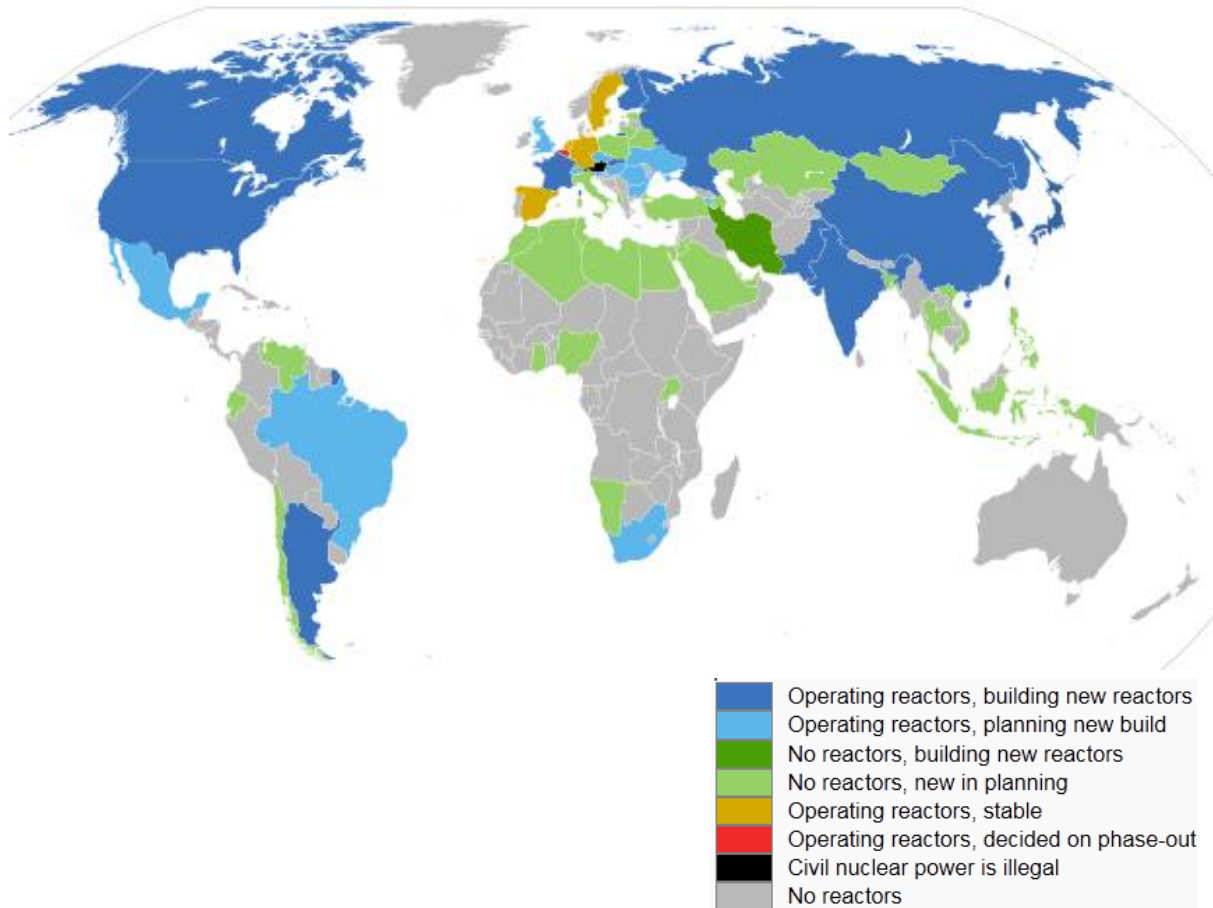 Operating reactors, building new reactors
Operating reactors, planning new build
No reactors, building new reactors
No reactors, new in planning
Operating reactors, stable
Operating reactors, decided on phase-out
Civil nuclear power is illegal
No reactors